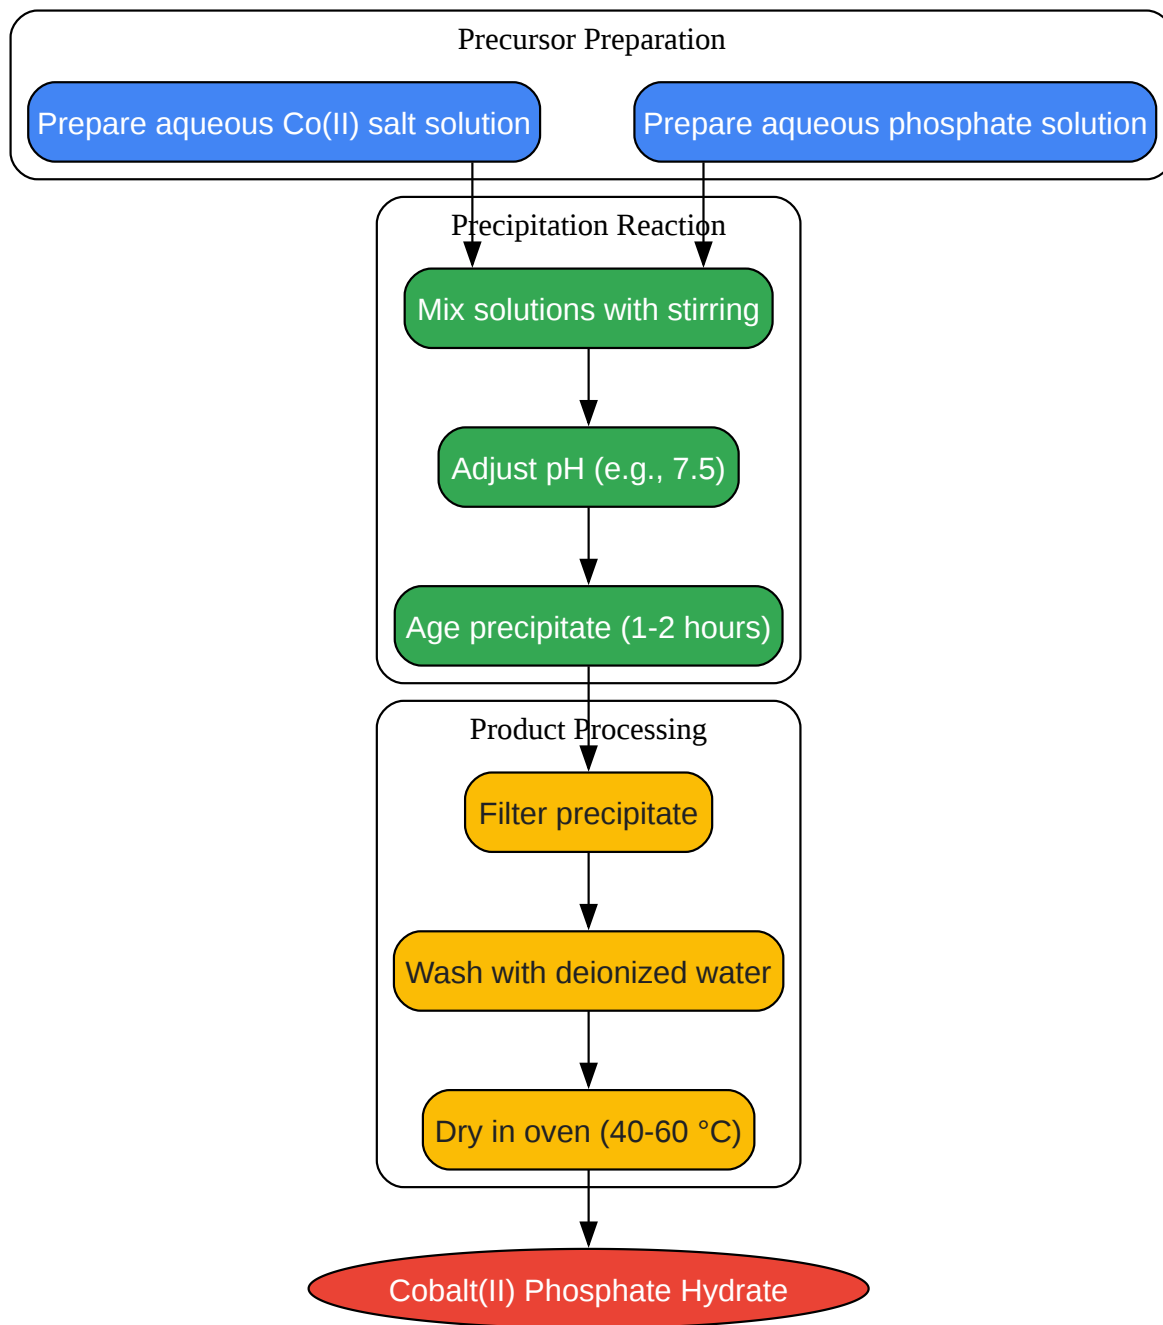 Precursor Preparation
Prepare aqueous Co(II) salt solution
Prepare aqueous phosphate solution
Precipitation Reaction
Mix solutions with stirring
Adjust pH (e.g., 7.5)
Age precipitate (1-2 hours)
Product Processing
Filter precipitate
Wash with deionized water
Dry in oven (40-60 °C)
Cobalt(II) Phosphate Hydrate